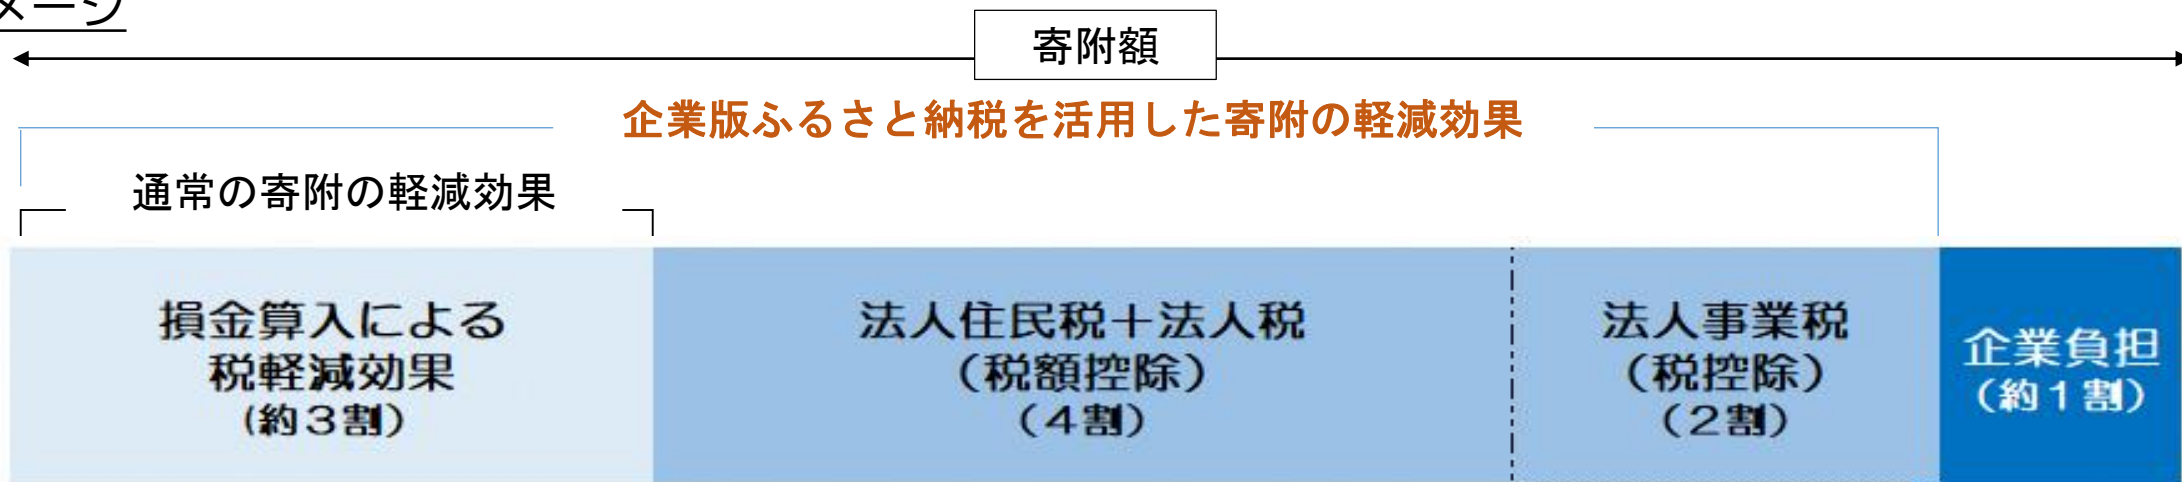 メージ
寄附額
企業版ふるさと納税を活用した寄附の軽減効果
通常の寄附の軽減効果
損金算入による
税軽減効果
(約3割)
法人住民税＋法人税
(税額控除)
(4割)
法人事業税
(税控除)
(2割)
企業負担
(約1割)